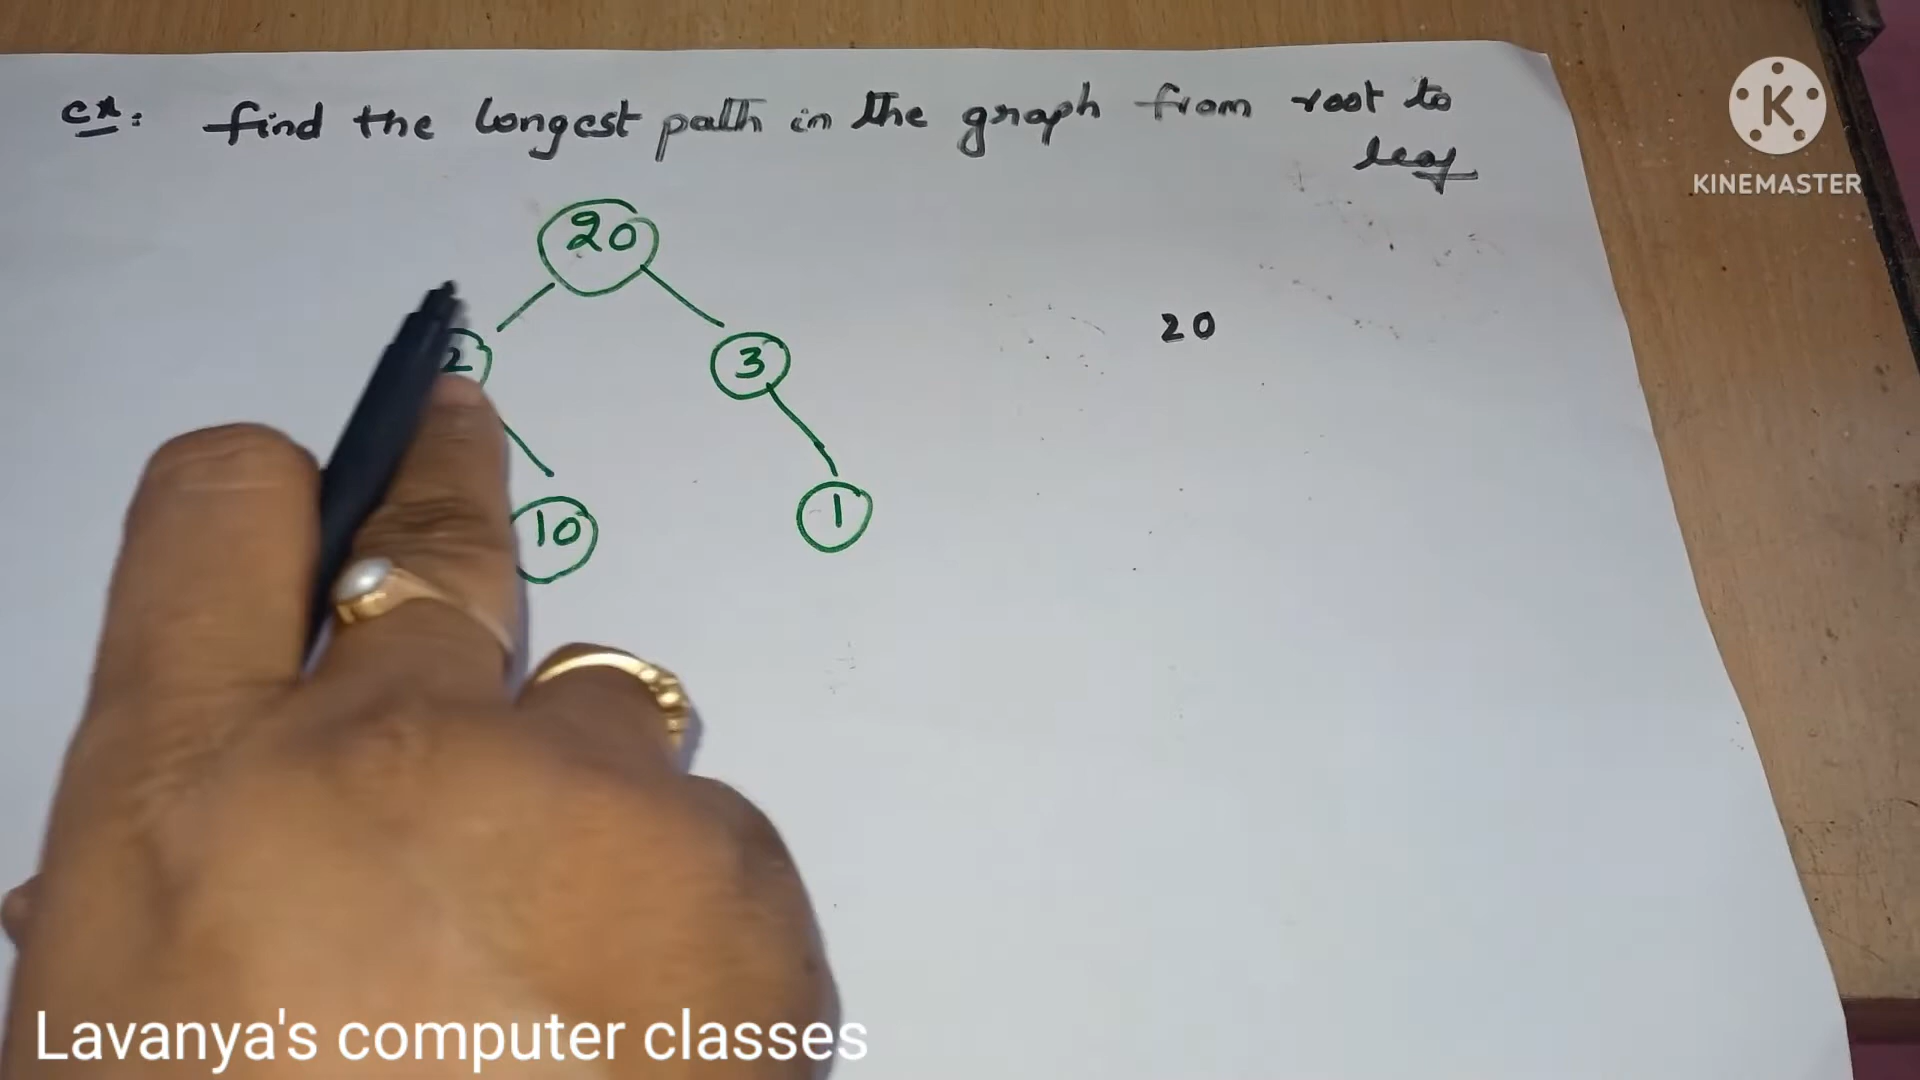 ex: find the longest path in the graph from root to
leaf
K
KINEMASTER
20
20
2
3
10
1
Lavanya's computer classes